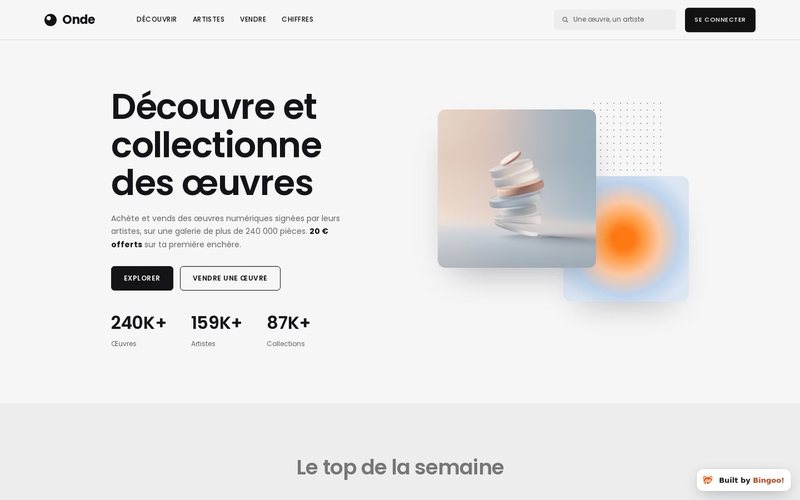 Onde
DÉCOUVRIR ARTISTES VENDRE CHIFFRES
Une œuvre, un artiste
SE CONNECTER
Découvre et
collectionne
des œuvres
Achète et vends des œuvres numériques signées par leurs
artistes, sur une galerie de plus de 240 000 pièces. 20 €
offerts sur ta première enchère.
EXPLORER
VENDRE UNE ŒUVRE
240K+ 159K+ 87K+
Œuvres Artistes Collections
Le top de la semaine
Built by Bingoo!